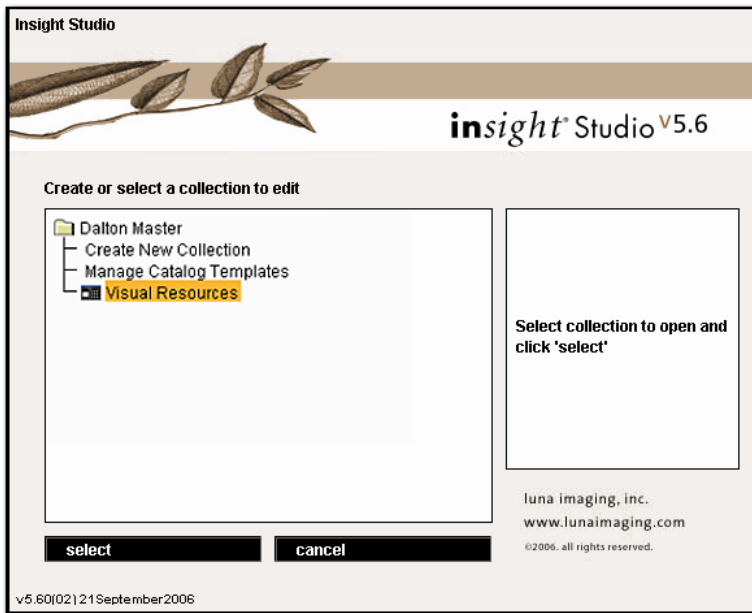 Insight Studio
insight® Studio v5.6
Create or select a collection to edit
Dalton Master
Create New Collection
Manage Catalog Templates
Visual Resources
Select collection to open and
click 'select'
luna imaging, inc.
www.lunaimaging.com
©2006. all rights reserved.
select
cancel
v5.60(02) 21September2006